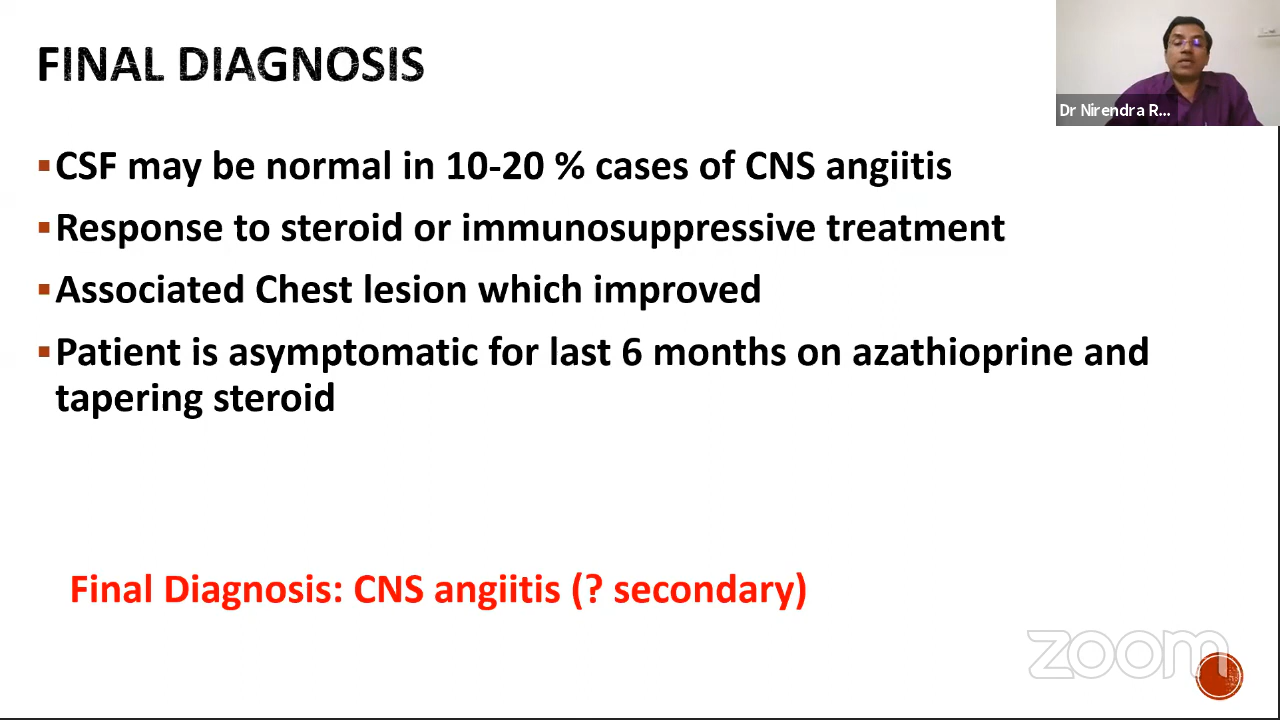 FINAL DIAGNOSIS
Dr Nirendra R...
▪CSF may be normal in 10-20 % cases of CNS angiitis
▪Response to steroid or immunosuppressive treatment
▪Associated Chest lesion which improved
▪Patient is asymptomatic for last 6 months on azathioprine and
tapering steroid
Final Diagnosis: CNS angiitis (? secondary)
zoom